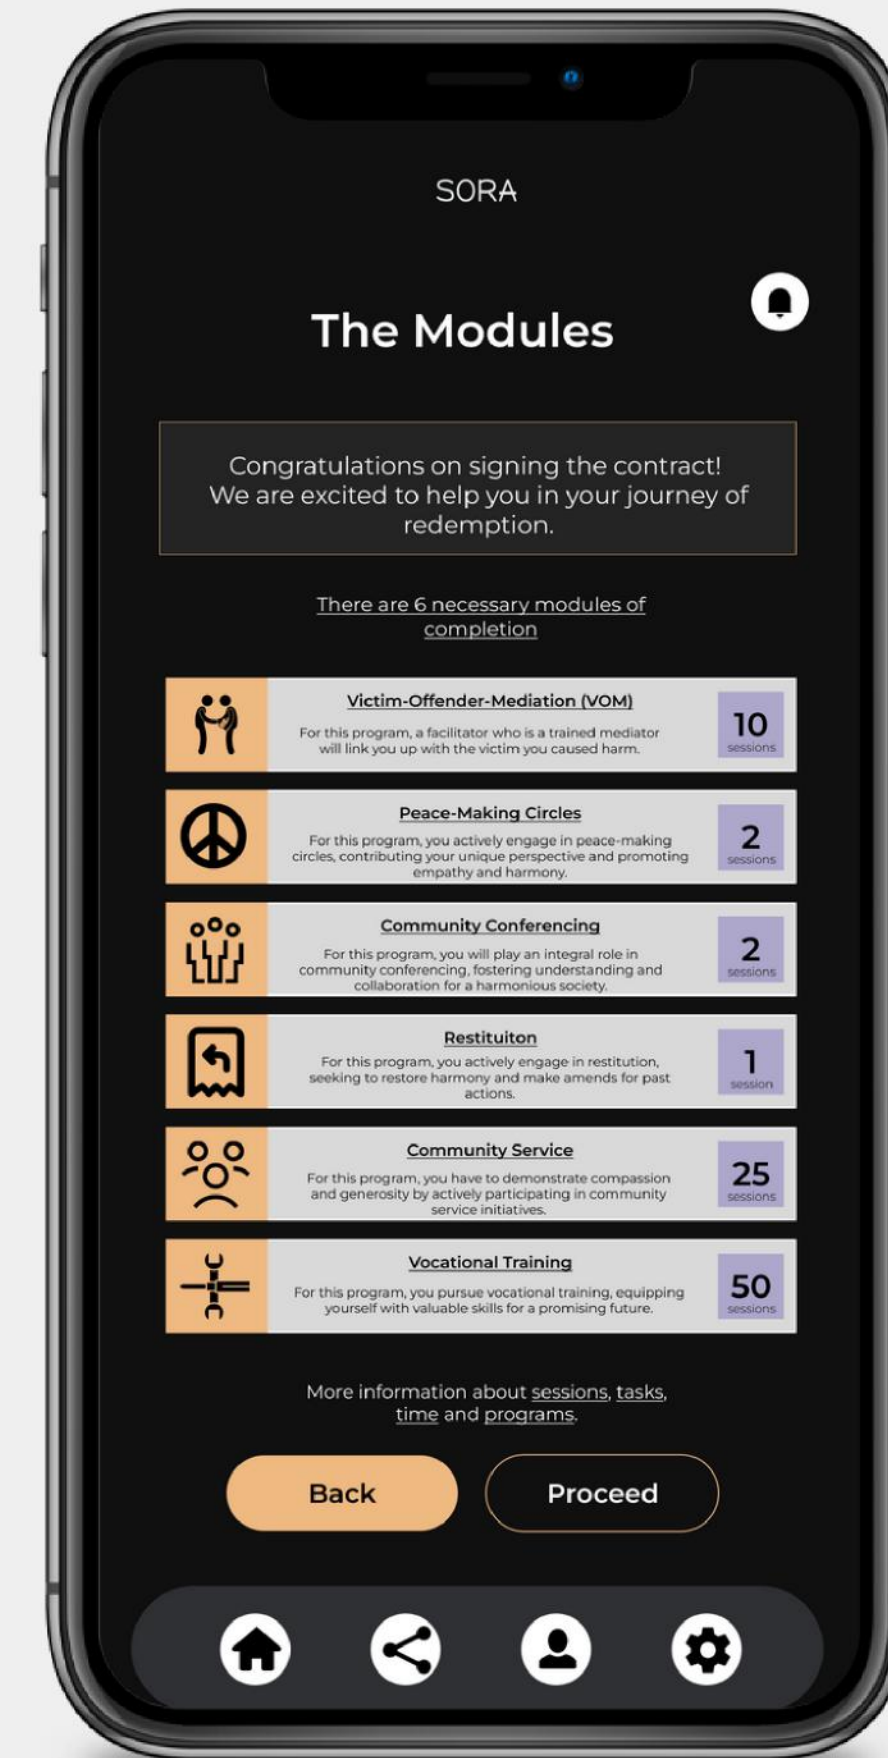 SORA
The Modules
Congratulations on signing the contract!
We are excited to help you in your journey of
redemption.
There are 6 necessary modules of
completion
Victim-Offender-Mediation (VOM)
For this program, a facilitator who is a trained mediator
will link you up with the victim you caused harm.
10
sessions
Peace-Making Circles
For this program, you actively engage in peace-making
circles, contributing your unique perspective and promoting
empathy and harmony.
2
sessions
Community Conferencing
For this program, you will play an integral role in
community conferencing, fostering understanding and
collaboration for a harmonious society.
2
sessions
Restituiton
For this program, you actively engage in restitution,
seeking to restore harmony and make amends for past
actions.
1
session
Community Service
For this program, you have to demonstrate compassion
and generosity by actively participating in community
service initiatives.
25
sessions
Vocational Training
For this program, you pursue vocational training, equipping
yourself with valuable skills for a promising future.
50
sessions
More information about sessions, tasks,
time and programs.
Back
Proceed